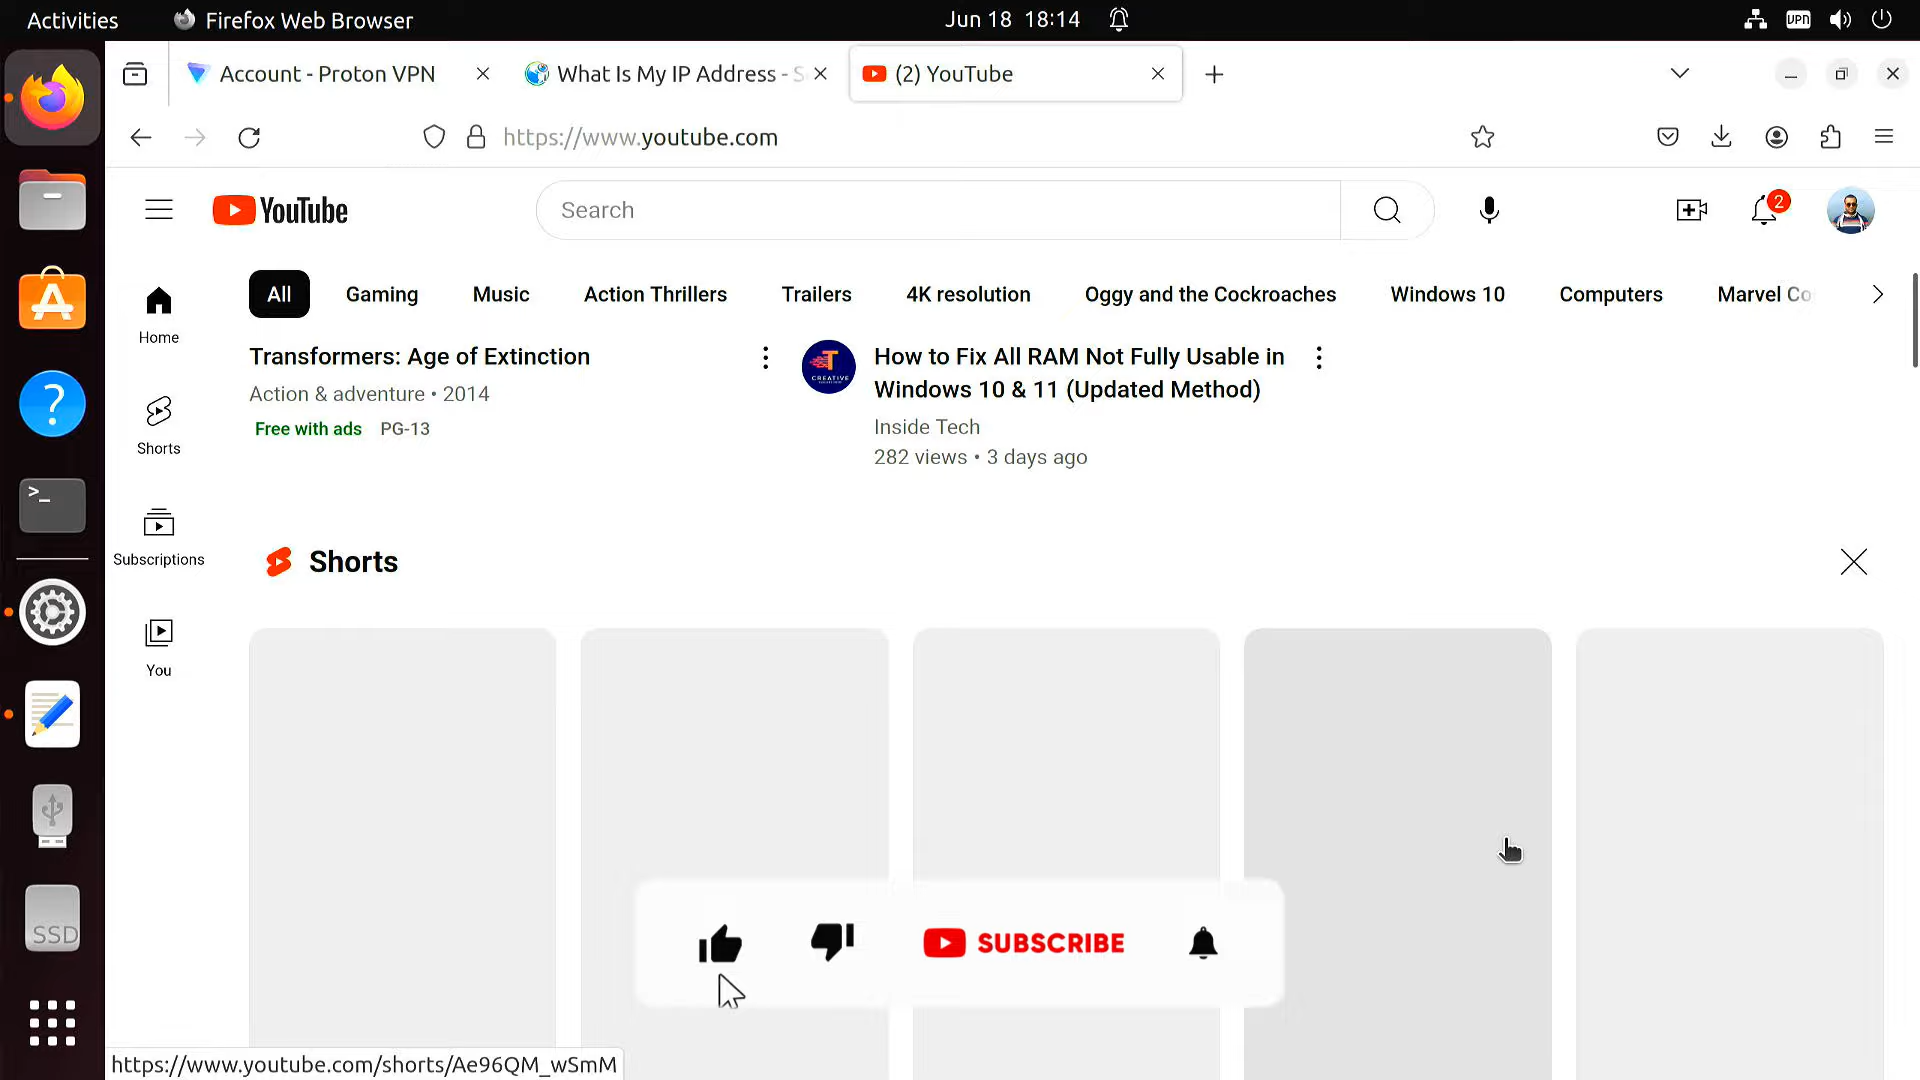 Activities
Firefox Web Browser
Jun 18 18:14
VPN
Account - Proton VPN
What Is My IP Address - S
(2) YouTube
https://www.youtube.com
YouTube
Search
2
All
Gaming
Music
Action Thrillers
Trailers
4K resolution
Oggy and the Cockroaches
Windows 10
Computers
Marvel Co
Home
Shorts
Subscriptions
You
Transformers: Age of Extinction
Action & adventure • 2014
Free with ads PG-13
T
CREATIVE
How to Fix All RAM Not Fully Usable in
Windows 10 & 11 (Updated Method)
Inside Tech
282 views • 3 days ago
Shorts
SSD
SUBSCRIBE
https://www.youtube.com/shorts/Ae96QM_wSmM